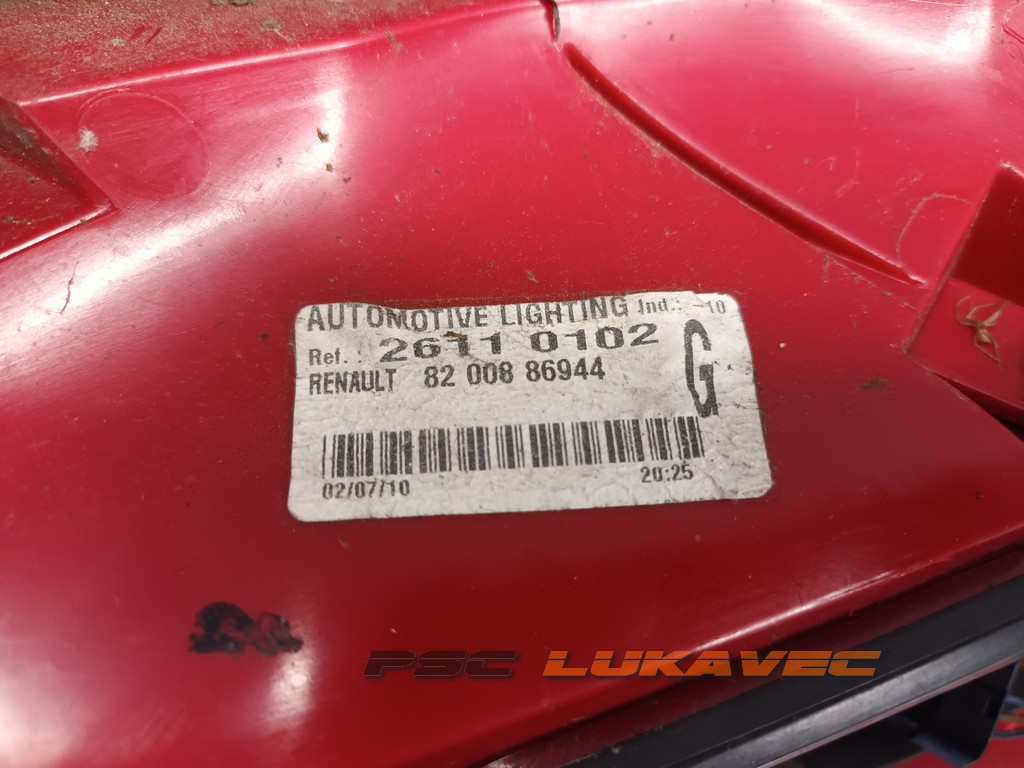 AUTOMOTIVE LIGHTING Ind.: -10
Ref.: 2611 0102
RENAULT 82 008 86944
G
02/07/10 20:25
PSC LUKAVEC